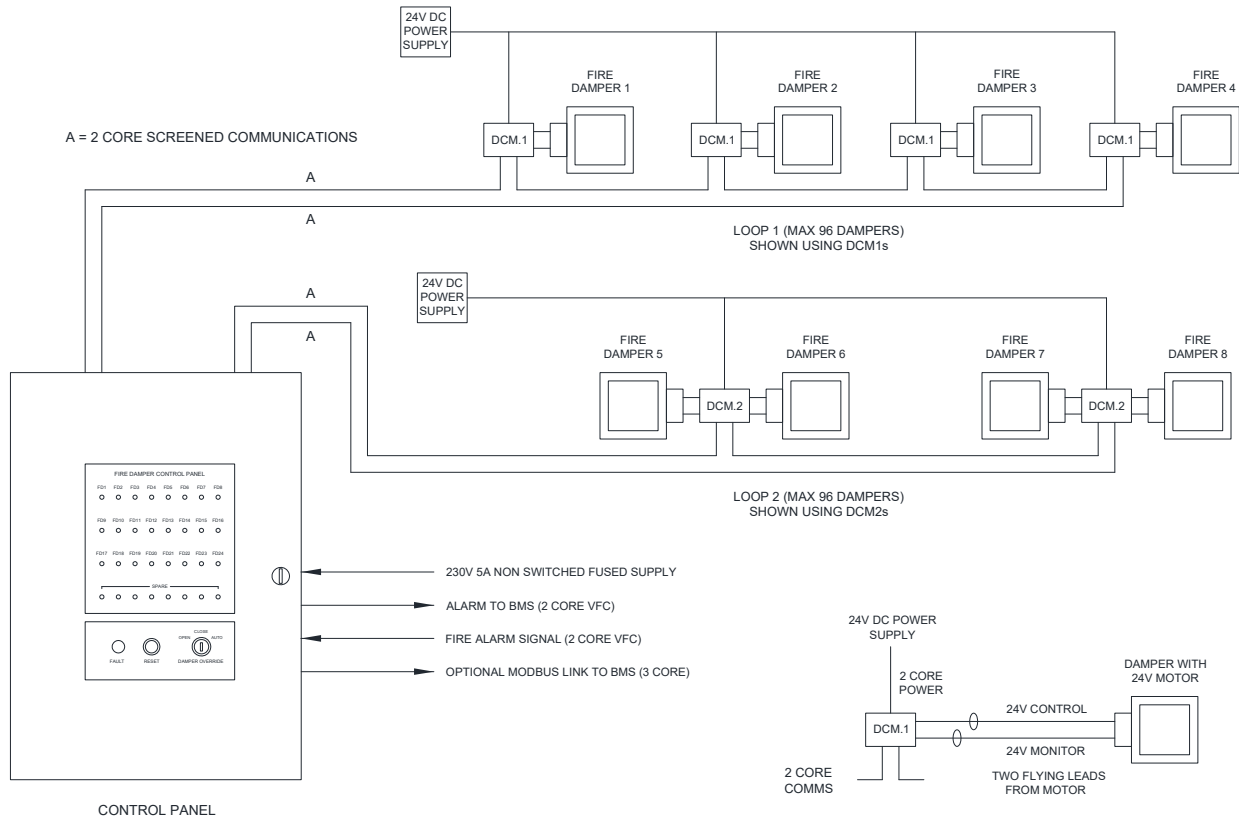 24V DC
POWER
SUPPLY
FIRE
DAMPER 1
FIRE
DAMPER 2
FIRE
DAMPER 3
FIRE
DAMPER 4
A = 2 CORE SCREENED COMMUNICATIONS
DCM.1
DCM.1
DCM.1
DCM.1
A
A
LOOP 1 (MAX 96 DAMPERS)
SHOWN USING DCM1s
24V DC
POWER
SUPPLY
A
A
FIRE
DAMPER 5
FIRE
DAMPER 6
FIRE
DAMPER 7
FIRE
DAMPER 8
DCM.2
DCM.2
LOOP 2 (MAX 96 DAMPERS)
SHOWN USING DCM2s
FIRE DAMPER CONTROL PANEL
FD1 FD2 FD3 FD4 FD5 FD6 FD7 FD8
FD9 FD10 FD11 FD12 FD13 FD14 FD15 FD16
FD17 FD18 FD19 FD20 FD21 FD22 FD23 FD24
SPARE
CLOSE
OPEN AUTO
FAULT RESET DAMPER OVERRIDE
230V 5A NON SWITCHED FUSED SUPPLY
ALARM TO BMS (2 CORE VFC)
FIRE ALARM SIGNAL (2 CORE VFC)
OPTIONAL MODBUS LINK TO BMS (3 CORE)
CONTROL PANEL
24V DC POWER
SUPPLY
2 CORE
POWER
DCM.1
24V CONTROL
24V MONITOR
DAMPER WITH
24V MOTOR
2 CORE
COMMS
TWO FLYING LEADS
FROM MOTOR